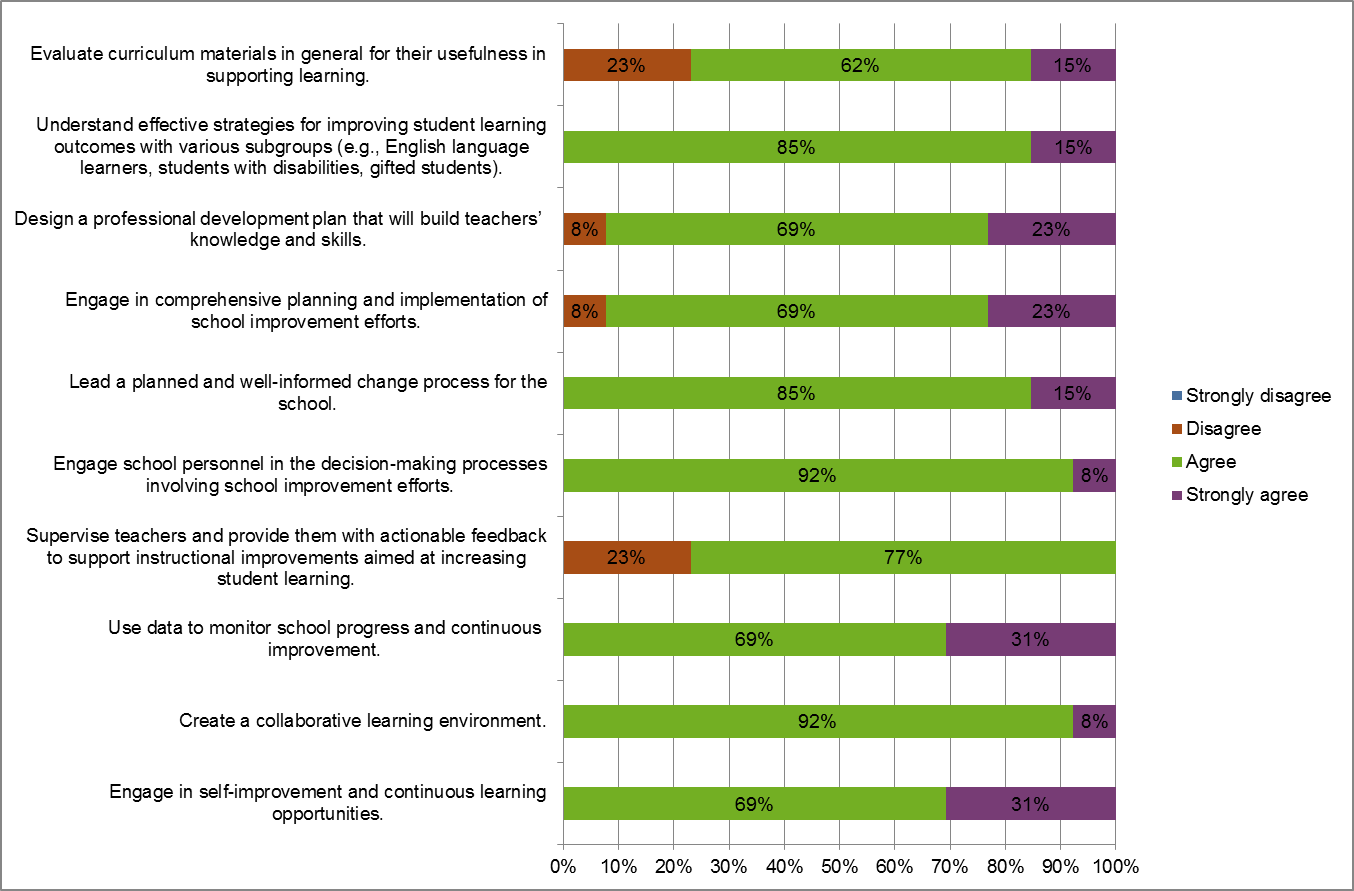 Evaluate curriculum materials in general for their usefulness in
supporting learning.
23% 62% 15%
Understand effective strategies for improving student learning
outcomes with various subgroups (e.g., English language
learners, students with disabilities, gifted students).
85% 15%
Design a professional development plan that will build teachers’
knowledge and skills.
8% 69% 23%
Engage in comprehensive planning and implementation of
school improvement efforts.
8% 69% 23%
Lead a planned and well-informed change process for the
school.
85% 15%
Engage school personnel in the decision-making processes
involving school improvement efforts.
92% 8%
Supervise teachers and provide them with actionable feedback
to support instructional improvements aimed at increasing
student learning.
23% 77%
Use data to monitor school progress and continuous
improvement.
69% 31%
Create a collaborative learning environment.
92% 8%
Engage in self-improvement and continuous learning
opportunities.
69% 31%
0% 10% 20% 30% 40% 50% 60% 70% 80% 90% 100%
Strongly disagree
Disagree
Agree
Strongly agree